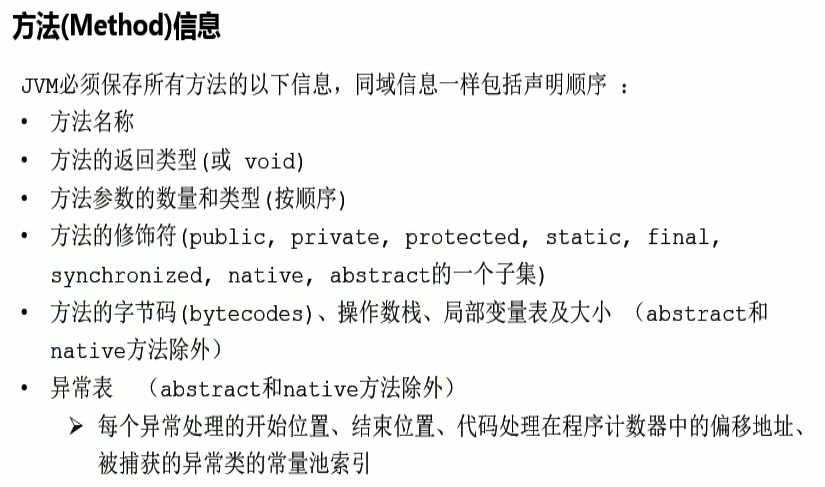 方法(Method)信息
JVM必须保存所有方法的以下信息，同域信息一样包括声明顺序 ：
• 方法名称
• 方法的返回类型(或 void)
• 方法参数的数量和类型(按顺序)
• 方法的修饰符(public, private, protected, static, final,
synchronized, native, abstract的一个子集)
• 方法的字节码(bytecodes)、操作数栈、局部变量表及大小 （abstract和
native方法除外）
• 异常表 （abstract和native方法除外）
➢ 每个异常处理的开始位置、结束位置、代码处理在程序计数器中的偏移地址、
被捕获的异常类的常量池索引